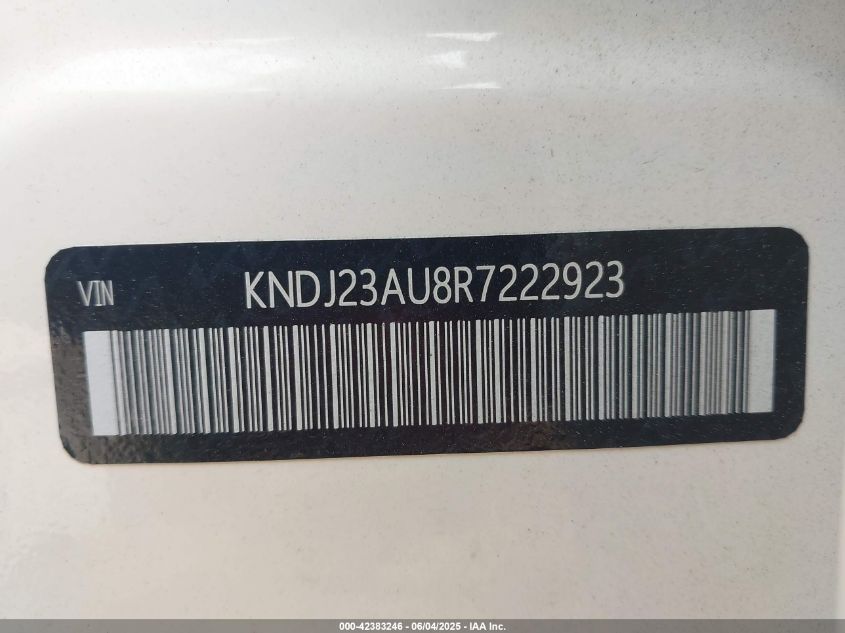 VIN KNDJ23AU8R7222923
000-42383246 - 06/04/2025 - IAA Inc.